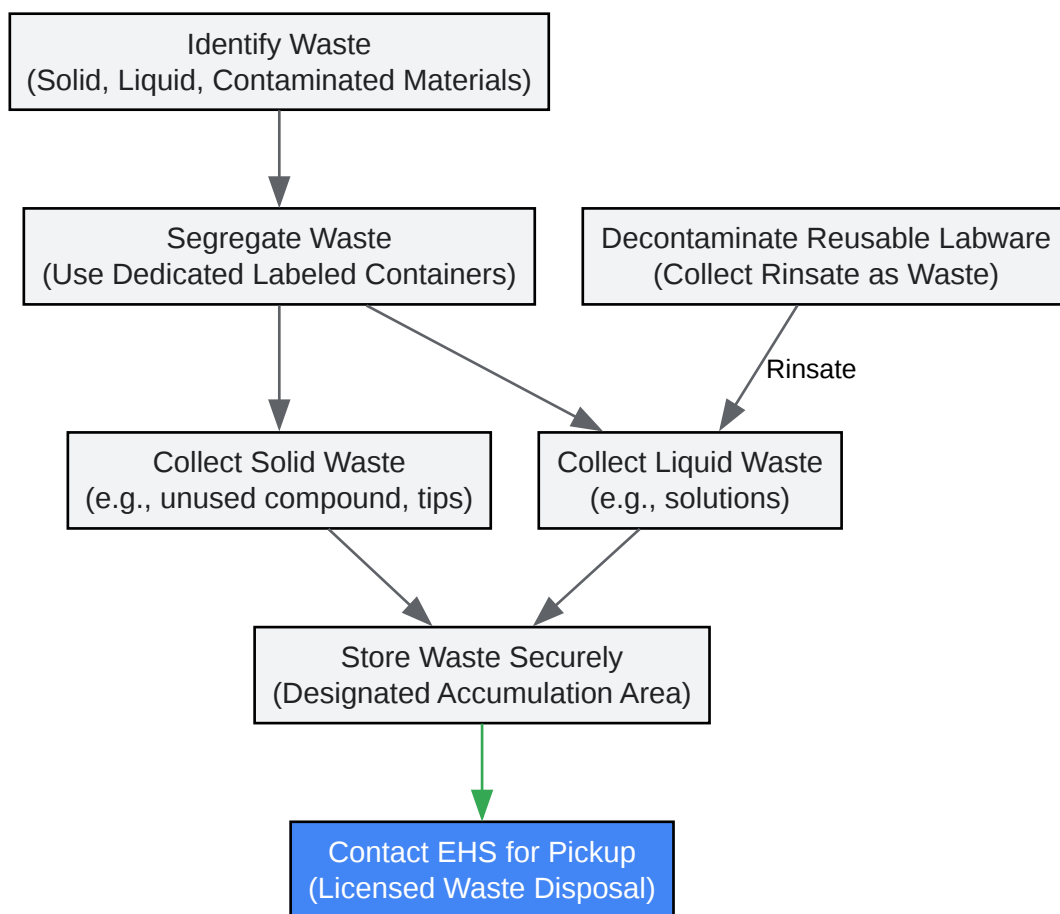 Identify Waste
(Solid, Liquid, Contaminated Materials)
Segregate Waste
(Use Dedicated Labeled Containers)
Decontaminate Reusable Labware
(Collect Rinsate as Waste)
Rinsate
Collect Solid Waste
(e.g., unused compound, tips)
Collect Liquid Waste
(e.g., solutions)
Store Waste Securely
(Designated Accumulation Area)
Contact EHS for Pickup
(Licensed Waste Disposal)